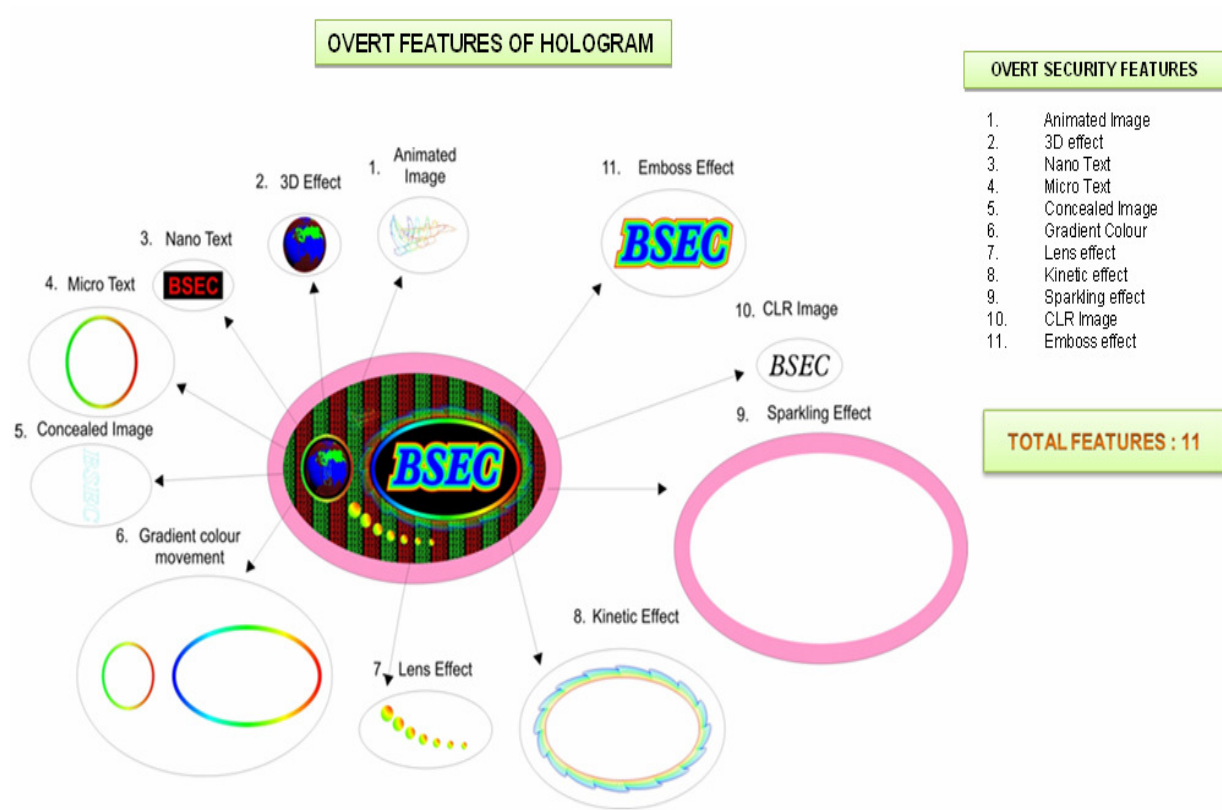 OVERT FEATURES OF HOLOGRAM
OVERT SECURITY FEATURES
1. Animated Image
2. 3D effect
3. Nano Text
4. Micro Text
5. Concealed Image
6. Gradient Colour
7. Lens effect
8. Kinetic effect
9. Sparkling effect
10. CLR Image
11. Emboss effect
TOTAL FEATURES : 11
1. Animated
Image
2. 3D Effect
3. Nano Text
BSEC
4. Micro Text
5. Concealed Image
BSEC
6. Gradient colour
movement
7. Lens Effect
8. Kinetic Effect
9. Sparkling Effect
10. CLR Image
BSEC
11. Emboss Effect
BSEC
BSEC